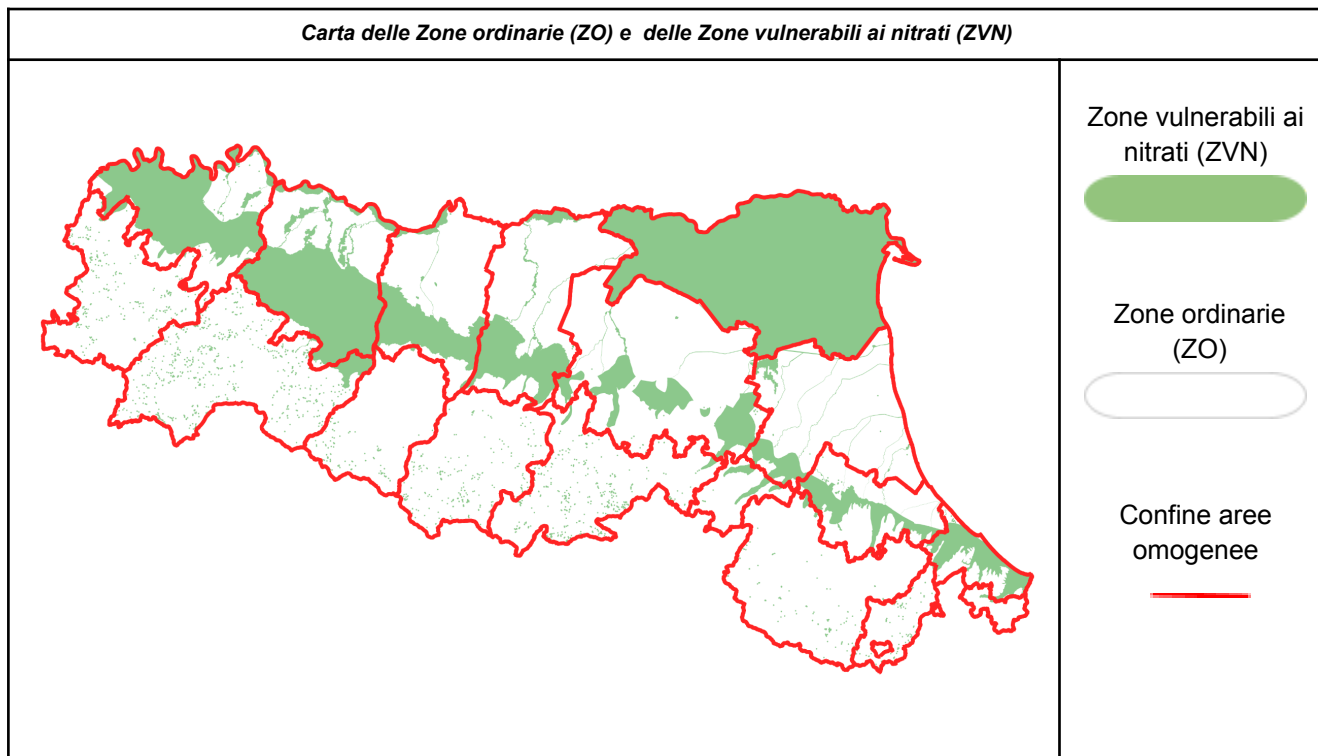 Carta delle Zone ordinarie (ZO) e delle Zone vulnerabili ai nitrati (ZVN)
Zone vulnerabili ai
nitrati (ZVN)
Zone ordinarie
(ZO)
Confine aree
omogenee